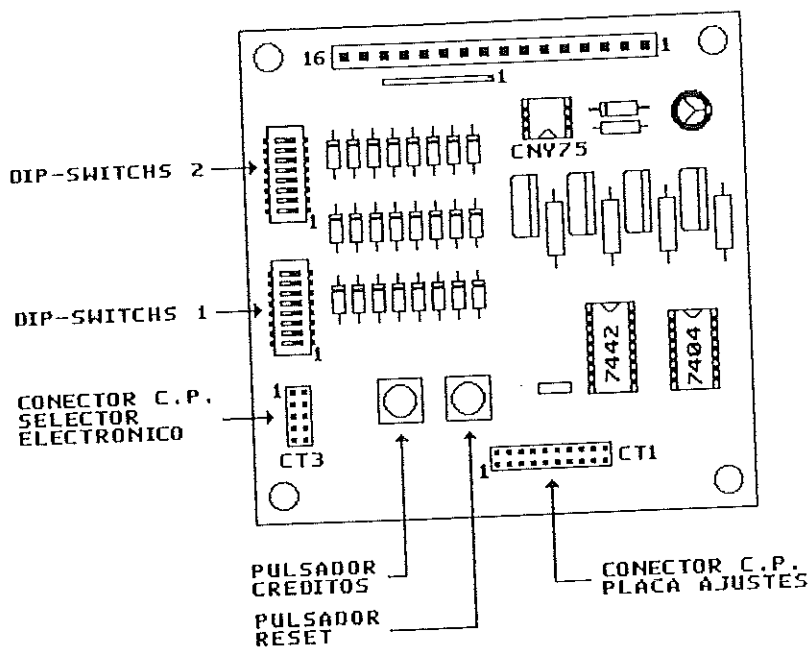 16
1
1
CNY75
DIP-SWITCHS 2
1
DIP-SWITCHS 1
1
7442
7404
CONECTOR C.P.
SELECTOR
ELECTRONICO
1
CT3
1
CT1
PULSADOR
CREDITOS
PULSADOR
RESET
CONECTOR C.P.
PLACA AJUSTES